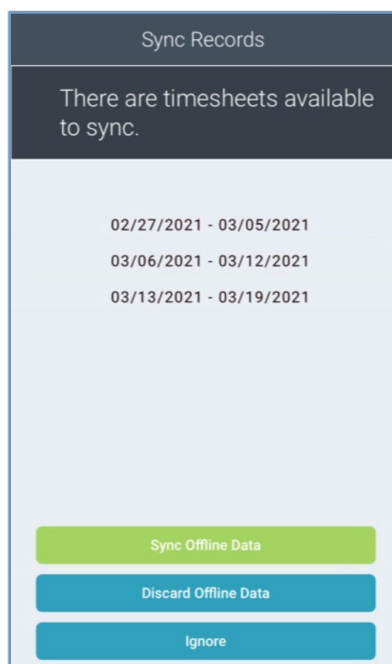 Sync Records
There are timesheets available
to sync.
02/27/2021 - 03/05/2021
03/06/2021 - 03/12/2021
03/13/2021 - 03/19/2021
Sync Offline Data
Discard Offline Data
Ignore